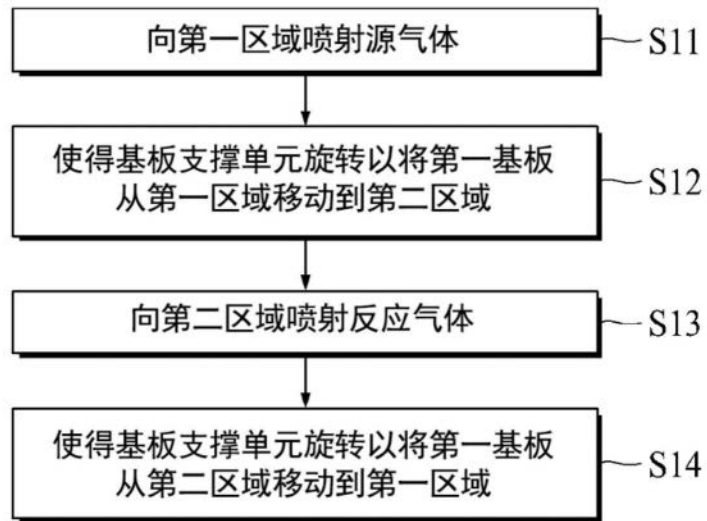 向第一区域喷射源气体
S11
使得基板支撑单元旋转以将第一基板
从第一区域移动到第二区域
S12
向第二区域喷射反应气体
S13
使得基板支撑单元旋转以将第一基板
从第二区域移动到第一区域
S14